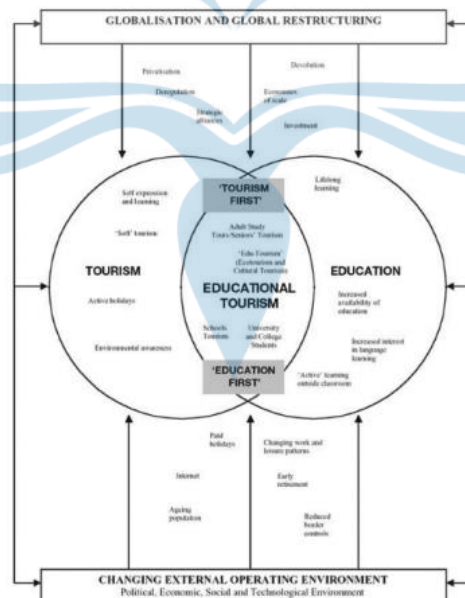 GLOBALISATION AND GLOBAL RESTRUCTURING
Privatisation
Devolution
Deregulation
Economies
of scale
Strategic
alliances
Investment
'TOURISM
FIRST'
Lifelong
learning
Self expression
and learning
Adult Study
Tours/Seniors' Tourism
'Soft' tourism
'Edu Tourism'
(Ecotourism and
Cultural Tourism)
TOURISM
EDUCATION
EDUCATIONAL
TOURISM
Active holidays
Increased
availability of
education
Schools
Tourism
University
and College
Students
Environmental awareness
Increased interest
in language
learning
'EDUCATION
FIRST'
'Active' learning
outside classroom
Paid
holidays
Changing work and
leisure patterns
Internet
Early
retirement
Ageing
population
Reduced
border
controls
CHANGING EXTERNAL OPERATING ENVIRONMENT
Political, Economic, Social and Technological Environment